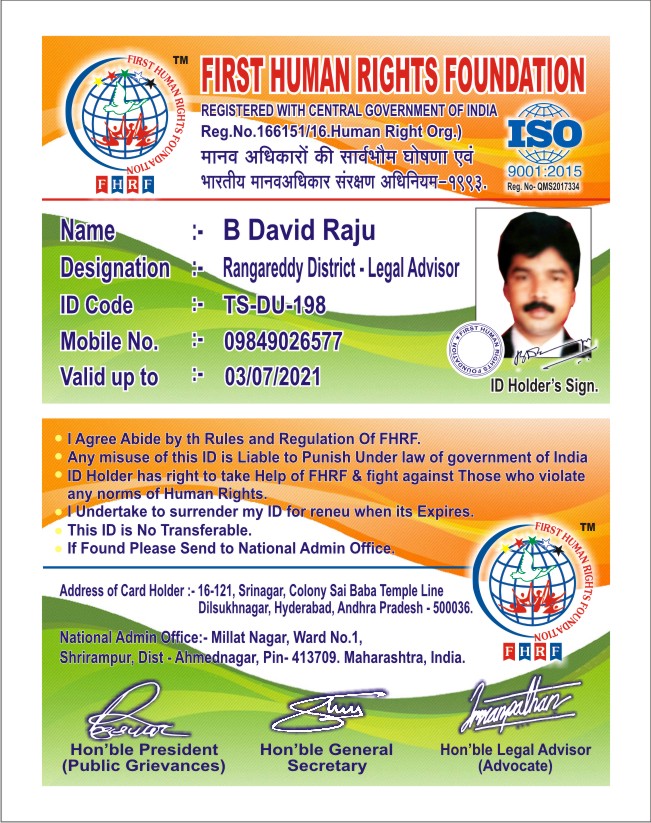 FIRST HUMAN RIGHTS FOUNDATION
FHRF
TM
FIRST HUMAN RIGHTS FOUNDATION
REGISTERED WITH CENTRAL GOVERNMENT OF INDIA
Reg.No.166151/16.Human Right Org.)
मानव अधिकारों की सार्वभौम घोषणा एवं
भारतीय मानवअधिकार संरक्षण अधिनियम-१९९३.
ISO
9001:2015
Reg. No- QMS2017334
Name :- B David Raju
Designation :- Rangareddy District - Legal Advisor
ID Code :- TS-DU-198
Mobile No. :- 09849026577
Valid up to :- 03/07/2021
FIRST HUMAN RIGHTS FOUNDATION
ID Holder's Sign.
I Agree Abide by th Rules and Regulation Of FHRF.
Any misuse of this ID is Liable to Punish Under law of government of India
ID Holder has right to take Help of FHRF & fight against Those who violate
any norms of Human Rights.
I Undertake to surrender my ID for reneu when its Expires.
This ID is No Transferable.
If Found Please Send to National Admin Office.
TM
FIRST HUMAN RIGHTS FOUNDATION
FHRF
Address of Card Holder :- 16-121, Srinagar, Colony Sai Baba Temple Line
Dilsukhnagar, Hyderabad, Andhra Pradesh - 500036.
National Admin Office:- Millat Nagar, Ward No.1,
Shrirampur, Dist - Ahmednagar, Pin- 413709. Maharashtra, India.
Hon'ble President
(Public Grievances)
Hon'ble General
Secretary
Imranpathan
Hon'ble Legal Advisor
(Advocate)